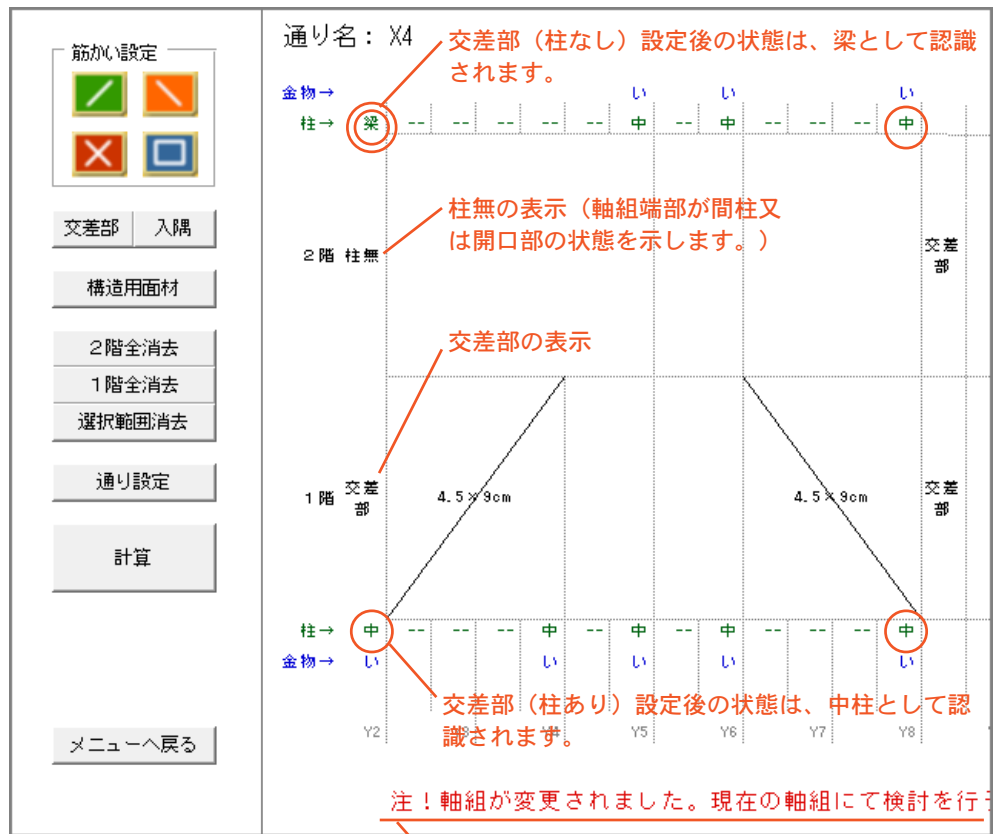 筋かい設定
交差部 入隅
構造用面材
２階全消去
１階全消去
選択範囲消去
通り設定
計算
メニューへ戻る
通り名： X4
交差部（柱なし）設定後の状態は、梁として認識
されます。
金物→ い い い
柱→ 梁 -- -- -- -- -- 中 -- 中 -- -- -- 中
柱無の表示（軸組端部が間柱又
は開口部の状態を示します。）
２階 柱無
交差
部
交差部の表示
１階
交差
部
4.5×9cm
4.5×9cm
交差
部
柱→ 中 -- -- -- 中 -- 中 -- 中 -- -- -- 中
金物→ い い い い い
交差部（柱あり）設定後の状態は、中柱として認
識されます。
Y2 Y5 Y6 Y7 Y8
注！軸組が変更されました。現在の軸組にて検討を行